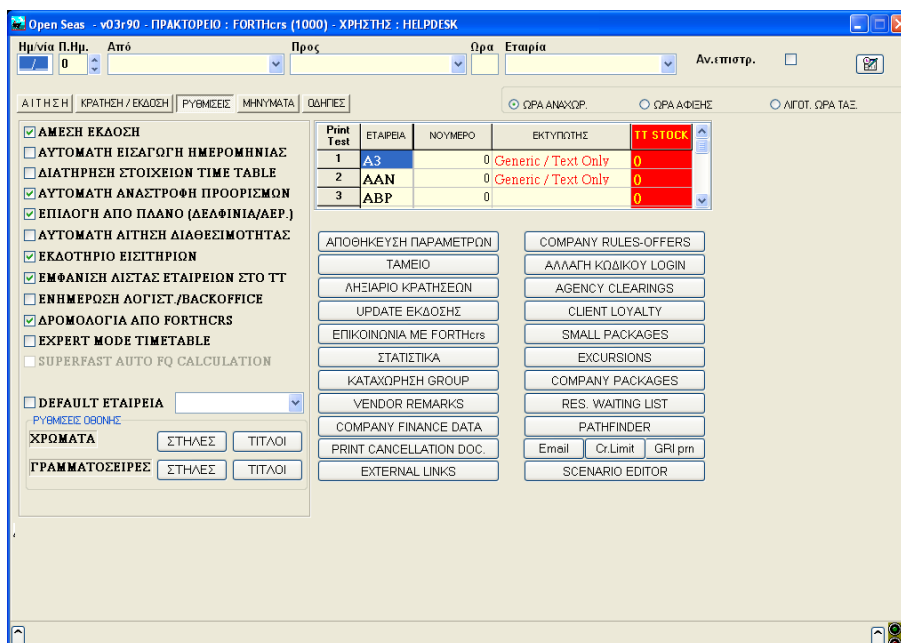 Open Seas - v03r90 - ΠΡΑΚΤΟΡΕΙΟ : FORTHcrs (1000) - ΧΡΗΣΤΗΣ : HELPDESK
Ημ/νία Π.Ημ. Από Προς Ωρα Εταιρία
_/ 0 Αν.επιστρ.
ΑΙΤΗΣΗ ΚΡΑΤΗΣΗ / ΕΚΔΟΣΗ ΡΥΘΜΙΣΕΙΣ ΜΗΝΥΜΑΤΑ ΟΔΗΓΙΕΣ ΩΡΑ ΑΝΑΧΩΡ. ΩΡΑ ΑΦΙΞΗΣ ΛΙΓΟΤ. ΩΡΑ ΤΑΞ.
ΑΜΕΣΗ ΕΚΔΟΣΗ
ΑΥΤΟΜΑΤΗ ΕΙΣΑΓΩΓΗ ΗΜΕΡΟΜΗΝΙΑΣ
ΔΙΑΤΗΡΗΣΗ ΣΤΟΙΧΕΙΩΝ TIME TABLE
ΑΥΤΟΜΑΤΗ ΑΝΑΣΤΡΟΦΗ ΠΡΟΟΡΙΣΜΩΝ
ΕΠΙΛΟΓΗ ΑΠΟ ΠΛΑΝΟ (ΔΕΛΦΙΝΙΑ/ΑΕΡ.)
ΑΥΤΟΜΑΤΗ ΑΙΤΗΣΗ ΔΙΑΘΕΣΙΜΟΤΗΤΑΣ
ΕΚΔΟΤΗΡΙΟ ΕΙΣΙΤΗΡΙΩΝ
ΕΜΦΑΝΙΣΗ ΛΙΣΤΑΣ ΕΤΑΙΡΕΙΩΝ ΣΤΟ ΤΤ
ΕΝΗΜΕΡΩΣΗ ΛΟΓΙΣΤ./BACKOFFICE
ΔΡΟΜΟΛΟΓΙΑ ΑΠΟ FORTHCRS
EXPERT MODE TIMETABLE
SUPERFAST AUTO FQ CALCULATION
DEFAULT ΕΤΑΙΡΕΙΑ
ΡΥΘΜΙΣΕΙΣ ΟΘΟΝΗΣ
ΧΡΩΜΑΤΑ ΣΤΗΛΕΣ ΤΙΤΛΟΙ
ΓΡΑΜΜΑΤΟΣΕΙΡΕΣ ΣΤΗΛΕΣ ΤΙΤΛΟΙ
Print Test ΕΤΑΙΡΕΙΑ ΝΟΥΜΕΡΟ ΕΚΤΥΠΩΤΗΣ TT STOCK
1 A3 0 Generic / Text Only 0
2 AAN 0 Generic / Text Only 0
3 ABP 0 0
ΑΠΟΘΗΚΕΥΣΗ ΠΑΡΑΜΕΤΡΩΝ COMPANY RULES-OFFERS
ΤΑΜΕΙΟ ΑΛΛΑΓΗ ΚΩΔΙΚΟΥ LOGIN
ΛΗΞΙΑΡΙΟ ΚΡΑΤΗΣΕΩΝ AGENCY CLEARINGS
UPDATE ΕΚΔΟΣΗΣ CLIENT LOYALTY
ΕΠΙΚΟΙΝΩΝΙΑ ΜΕ FORTHcrs SMALL PACKAGES
ΣΤΑΤΙΣΤΙΚΑ EXCURSIONS
ΚΑΤΑΧΩΡΗΣΗ GROUP COMPANY PACKAGES
VENDOR REMARKS RES. WAITING LIST
COMPANY FINANCE DATA PATHFINDER
PRINT CANCELLATION DOC. Email Cr.Limit GRI prn
EXTERNAL LINKS SCENARIO EDITOR